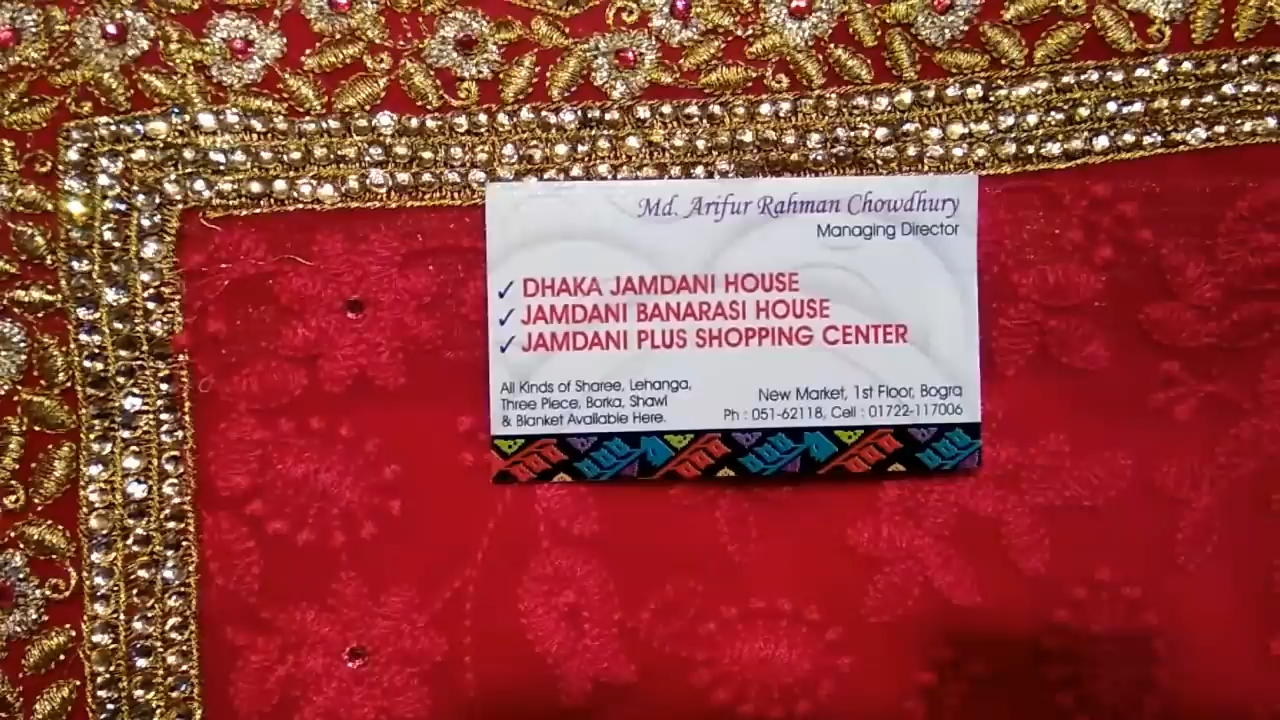 Md. Arifur Rahman Chowdhury
Managing Director
✓ DHAKA JAMDANI HOUSE
✓ JAMDANI BANARASI HOUSE
✓ JAMDANI PLUS SHOPPING CENTER
All Kinds of Sharee, Lehanga,
Three Piece, Borka, Shawl
& Blanket Available Here.
New Market, 1st Floor, Bogra
Ph : 051-62118, Cell : 01722-117006